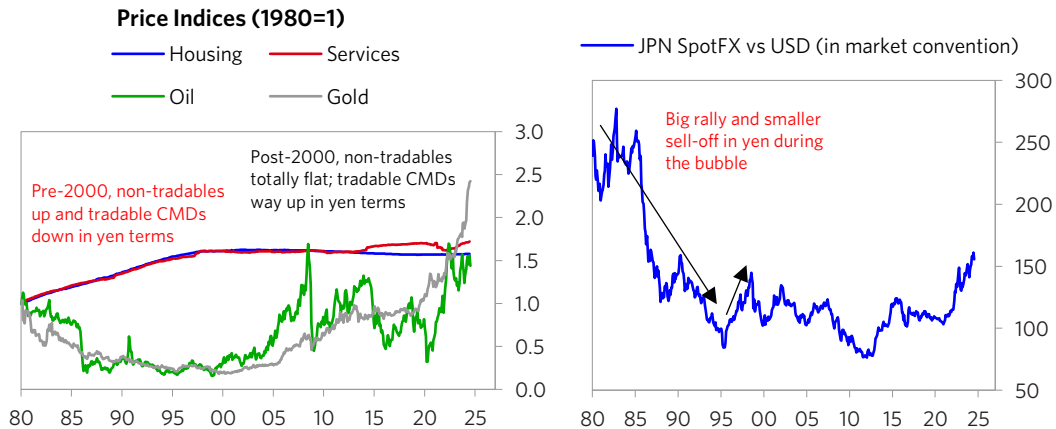 Price Indices (1980=1)
Housing
Services
Oil
Gold
3.0
2.5
2.0
1.5
1.0
0.5
0.0
Pre-2000, non-tradables
up and tradable CMDs
down in yen terms
Post-2000, non-tradables
totally flat; tradable CMDs
way up in yen terms
80 85 90 95 00 05 10 15 20 25
JPN SpotFX vs USD (in market convention)
300
250
200
150
100
50
Big rally and smaller
sell-off in yen during
the bubble
80 85 90 95 00 05 10 15 20 25